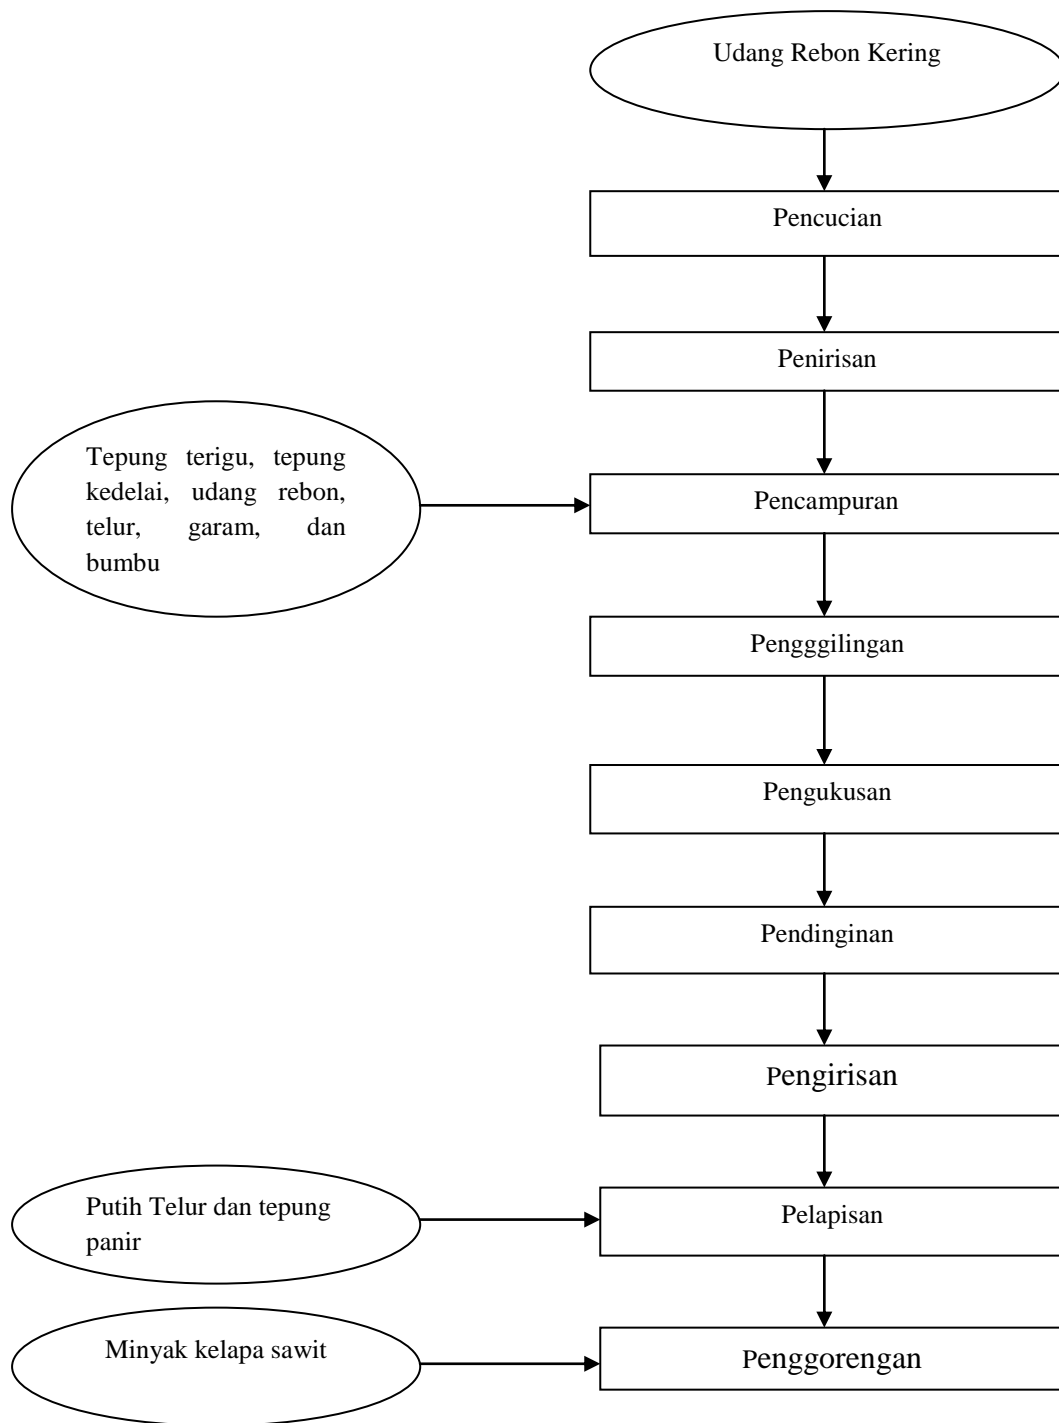 Udang Rebon Kering
Pencucian
Penirisan
Tepung terigu, tepung
kedelai, udang rebon,
telur, garam, dan
bumbu
Pencampuran
Pengggilingan
Pengukusan
Pendinginan
Pengirisan
Putih Telur dan tepung
panir
Pelapisan
Minyak kelapa sawit
Penggorengan